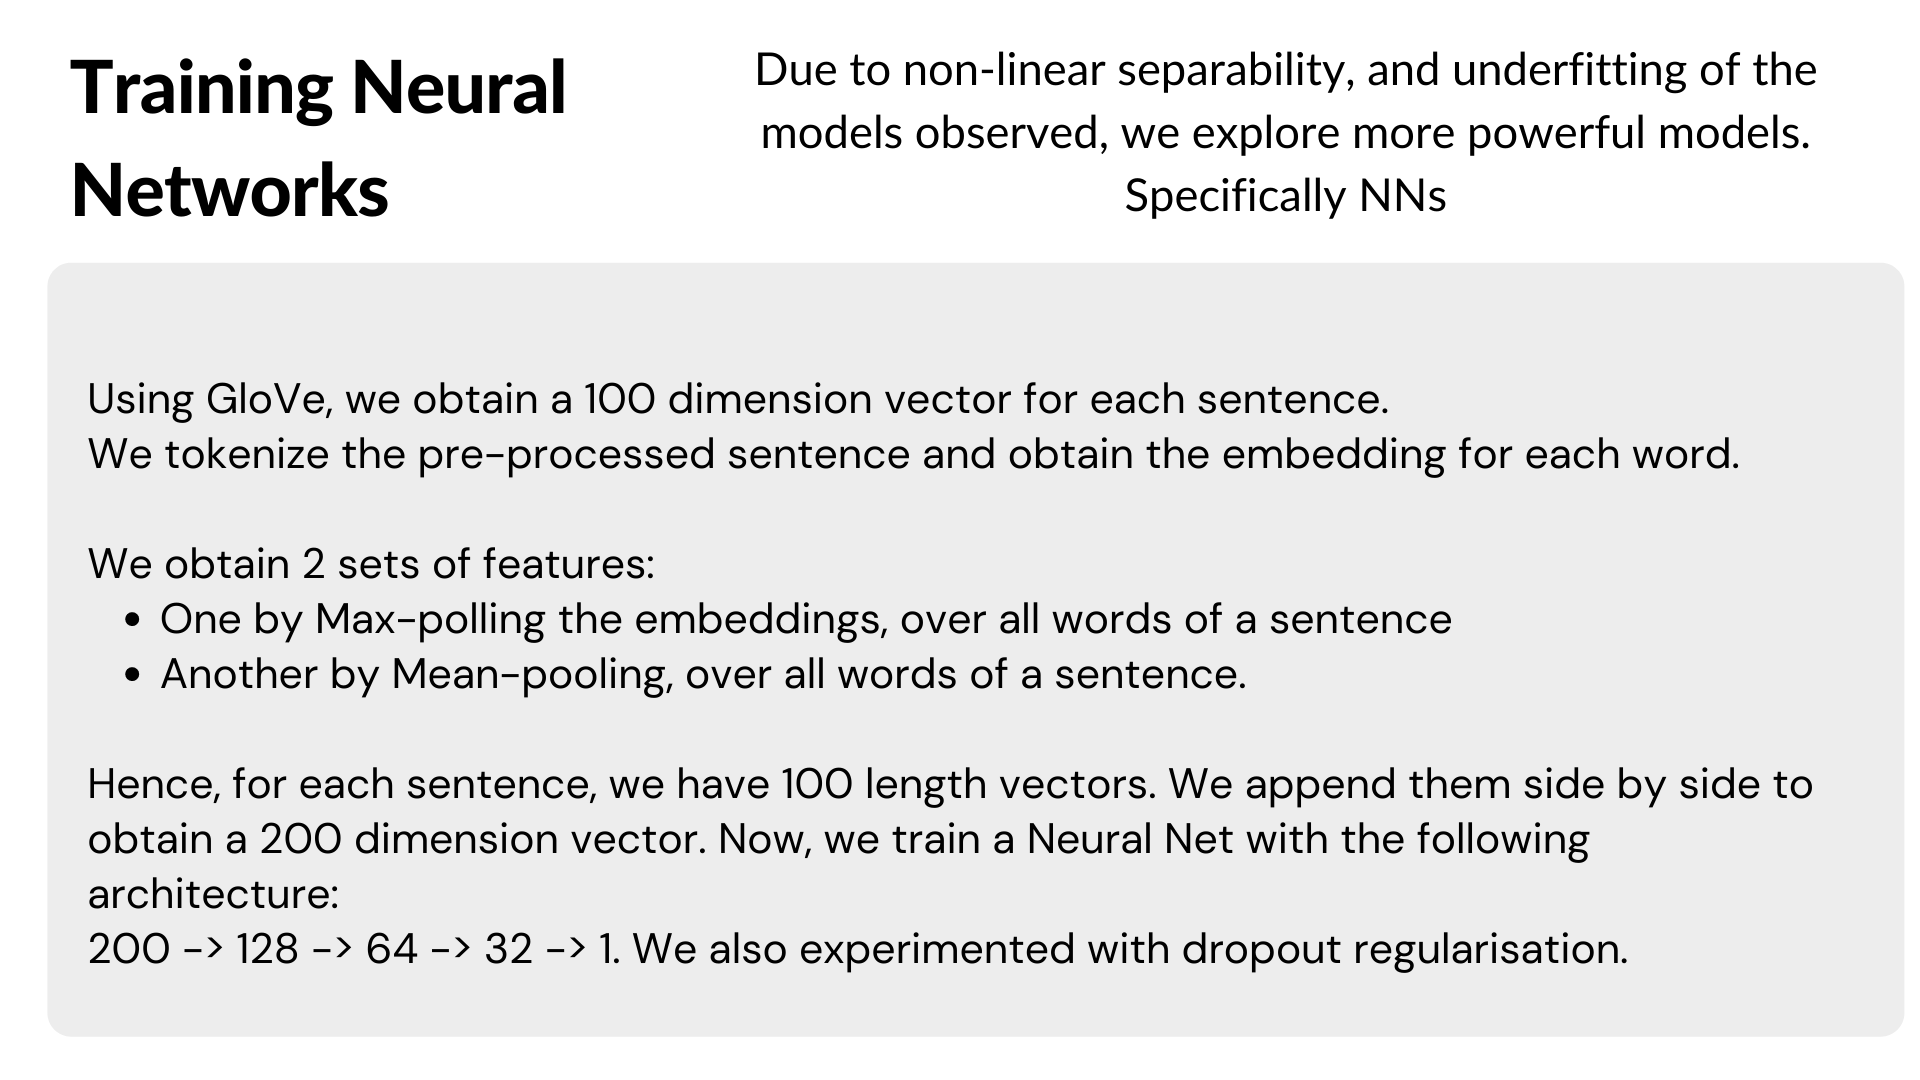 Training Neural
Networks
Due to non-linear separability, and underfitting of the
models observed, we explore more powerful models.
Specifically NNs
Using GloVe, we obtain a 100 dimension vector for each sentence.
We tokenize the pre-processed sentence and obtain the embedding for each word.
We obtain 2 sets of features:
• One by Max-polling the embeddings, over all words of a sentence
• Another by Mean-pooling, over all words of a sentence.
Hence, for each sentence, we have 100 length vectors. We append them side by side to
obtain a 200 dimension vector. Now, we train a Neural Net with the following
architecture:
200 -> 128 -> 64 -> 32 -> 1. We also experimented with dropout regularisation.